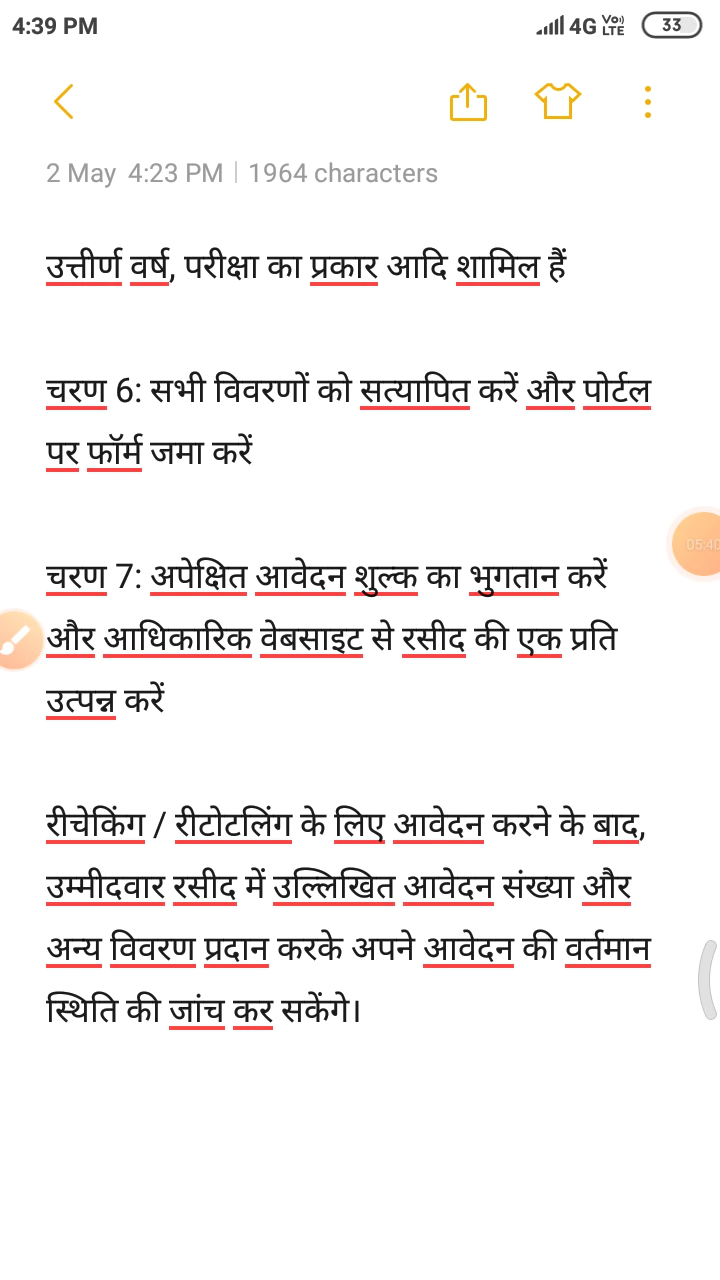 4:39 PM 4G Vo)) LTE 33
2 May 4:23 PM | 1964 characters
उत्तीर्ण वर्ष, परीक्षा का प्रकार आदि शामिल हैं
चरण 6: सभी विवरणों को सत्यापित करें और पोर्टल
पर फॉर्म जमा करें
05:40
चरण 7: अपेक्षित आवेदन शुल्क का भुगतान करें
और आधिकारिक वेबसाइट से रसीद की एक प्रति
उत्पन्न करें
रीचेकिंग / रीटोटलिंग के लिए आवेदन करने के बाद,
उम्मीदवार रसीद में उल्लिखित आवेदन संख्या और
अन्य विवरण प्रदान करके अपने आवेदन की वर्तमान
स्थिति की जांच कर सकेंगे।